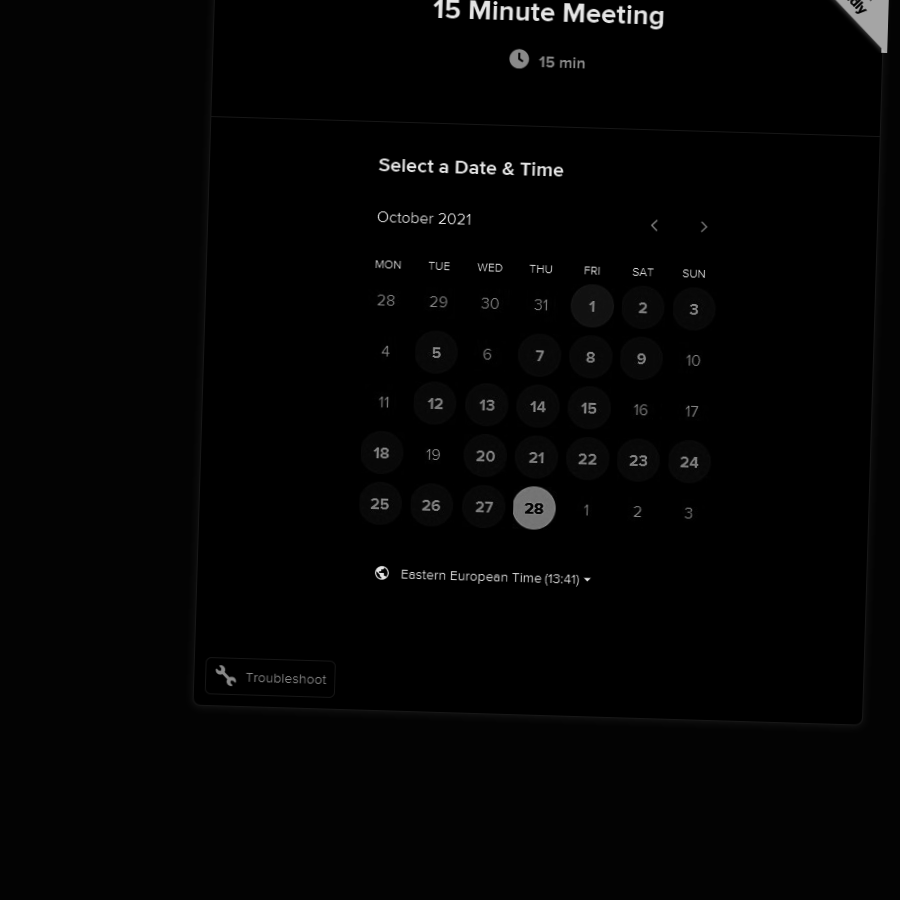 15 Minute Meeting
15 min
Select a Date & Time
October 2021
MON TUE WED THU FRI SAT SUN
28 29 30 31 1 2 3
4 5 6 7 8 9 10
11 12 13 14 15 16 17
18 19 20 21 22 23 24
25 26 27 28 1 2 3
Eastern European Time (13:41)
Troubleshoot